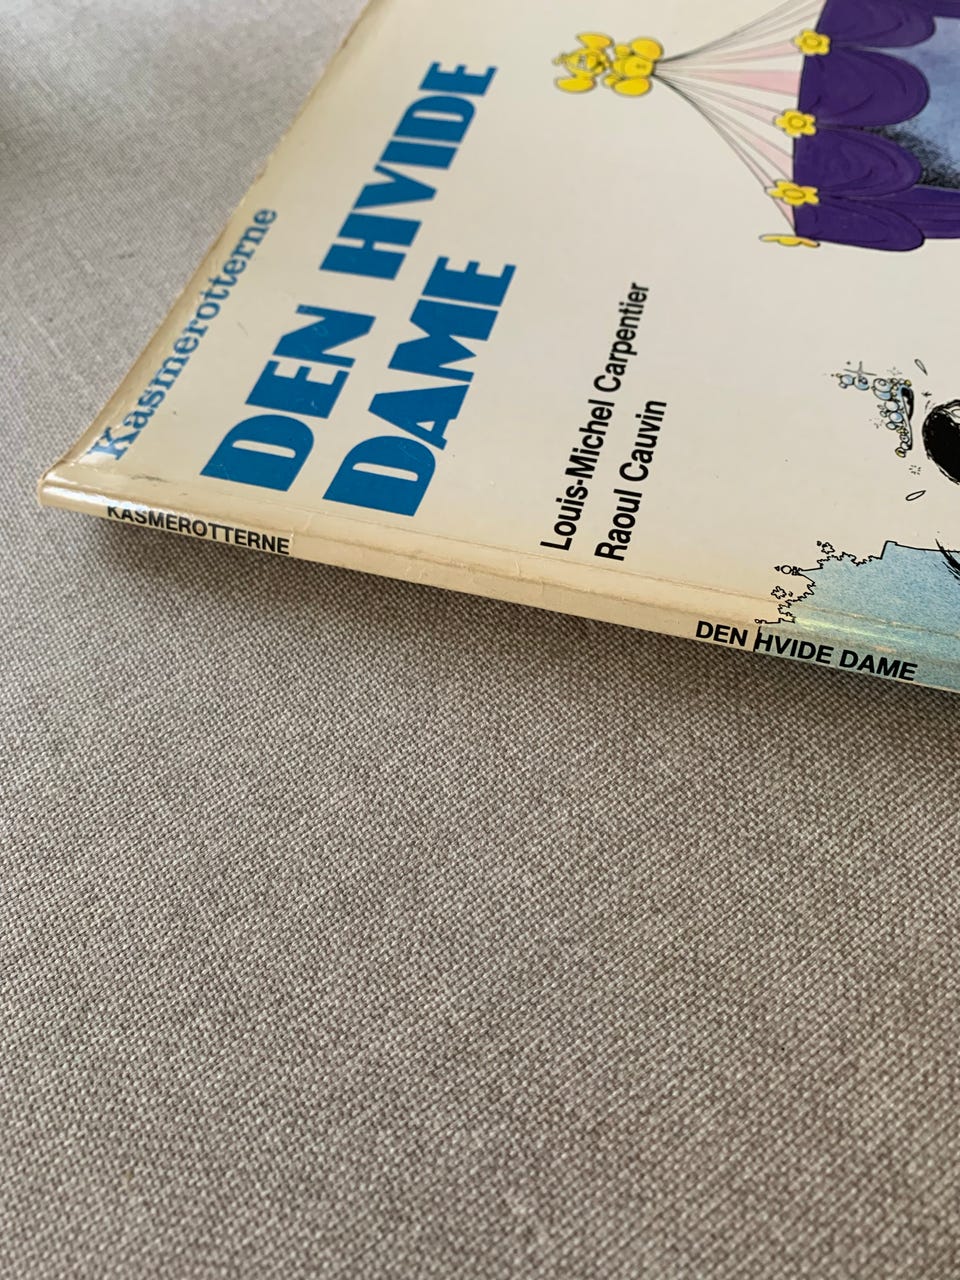 Kasmerotterne
DEN HVIDE
DAME
Louis-Michel Carpentier
Raoul Cauvin
KASMEROTTERNE
DEN HVIDE DAME